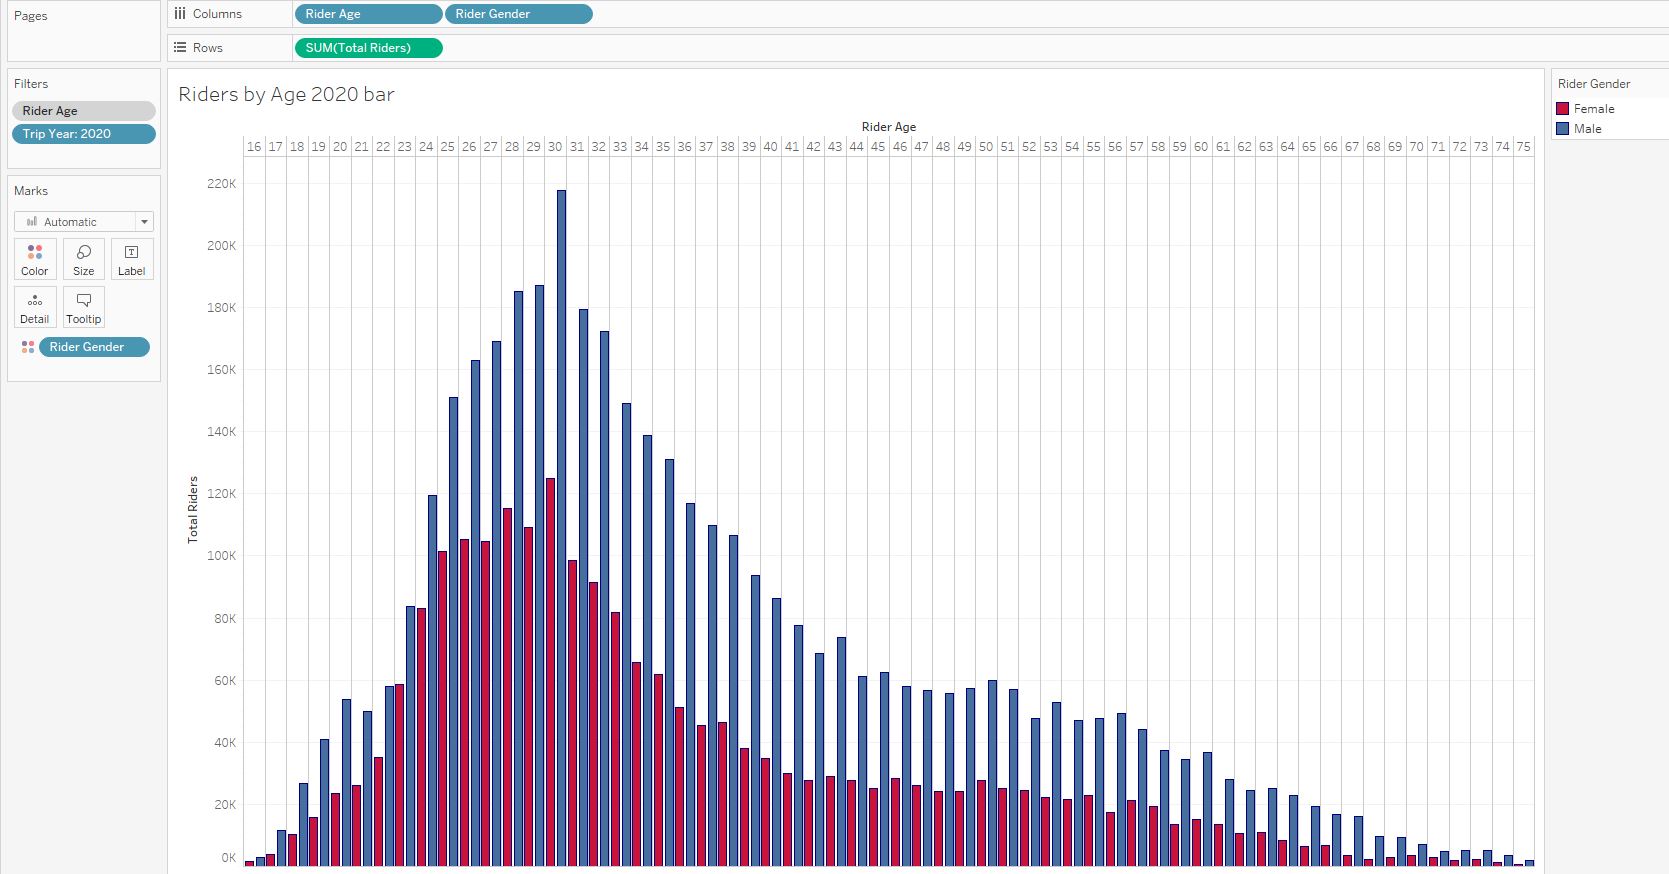 Pages
Columns Rider Age Rider Gender
Rows SUM(Total Riders)
Filters
Rider Age
Trip Year: 2020
Marks
Automatic
Color Size Label
Detail Tooltip
Rider Gender
Riders by Age 2020 bar
Rider Age
16 17 18 19 20 21 22 23 24 25 26 27 28 29 30 31 32 33 34 35 36 37 38 39 40 41 42 43 44 45 46 47 48 49 50 51 52 53 54 55 56 57 58 59 60 61 62 63 64 65 66 67 68 69 70 71 72 73 74 75
220K
200K
180K
160K
140K
120K
100K
80K
60K
40K
20K
0K
Total Riders
Rider Gender
Female
Male